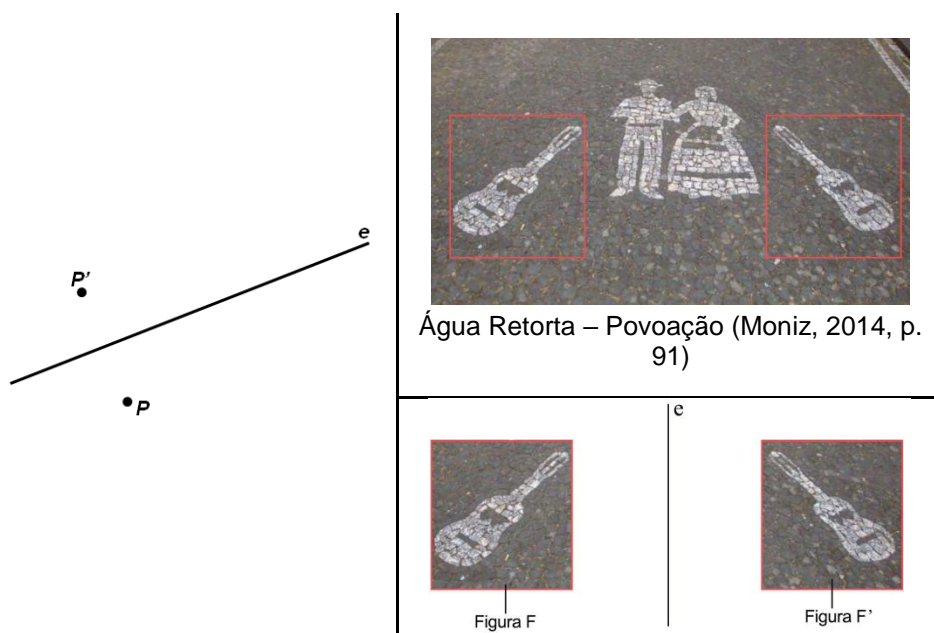 e
P'
P
Água Retorta – Povoação (Moniz, 2014, p.
91)
e
Figura F
Figura F'